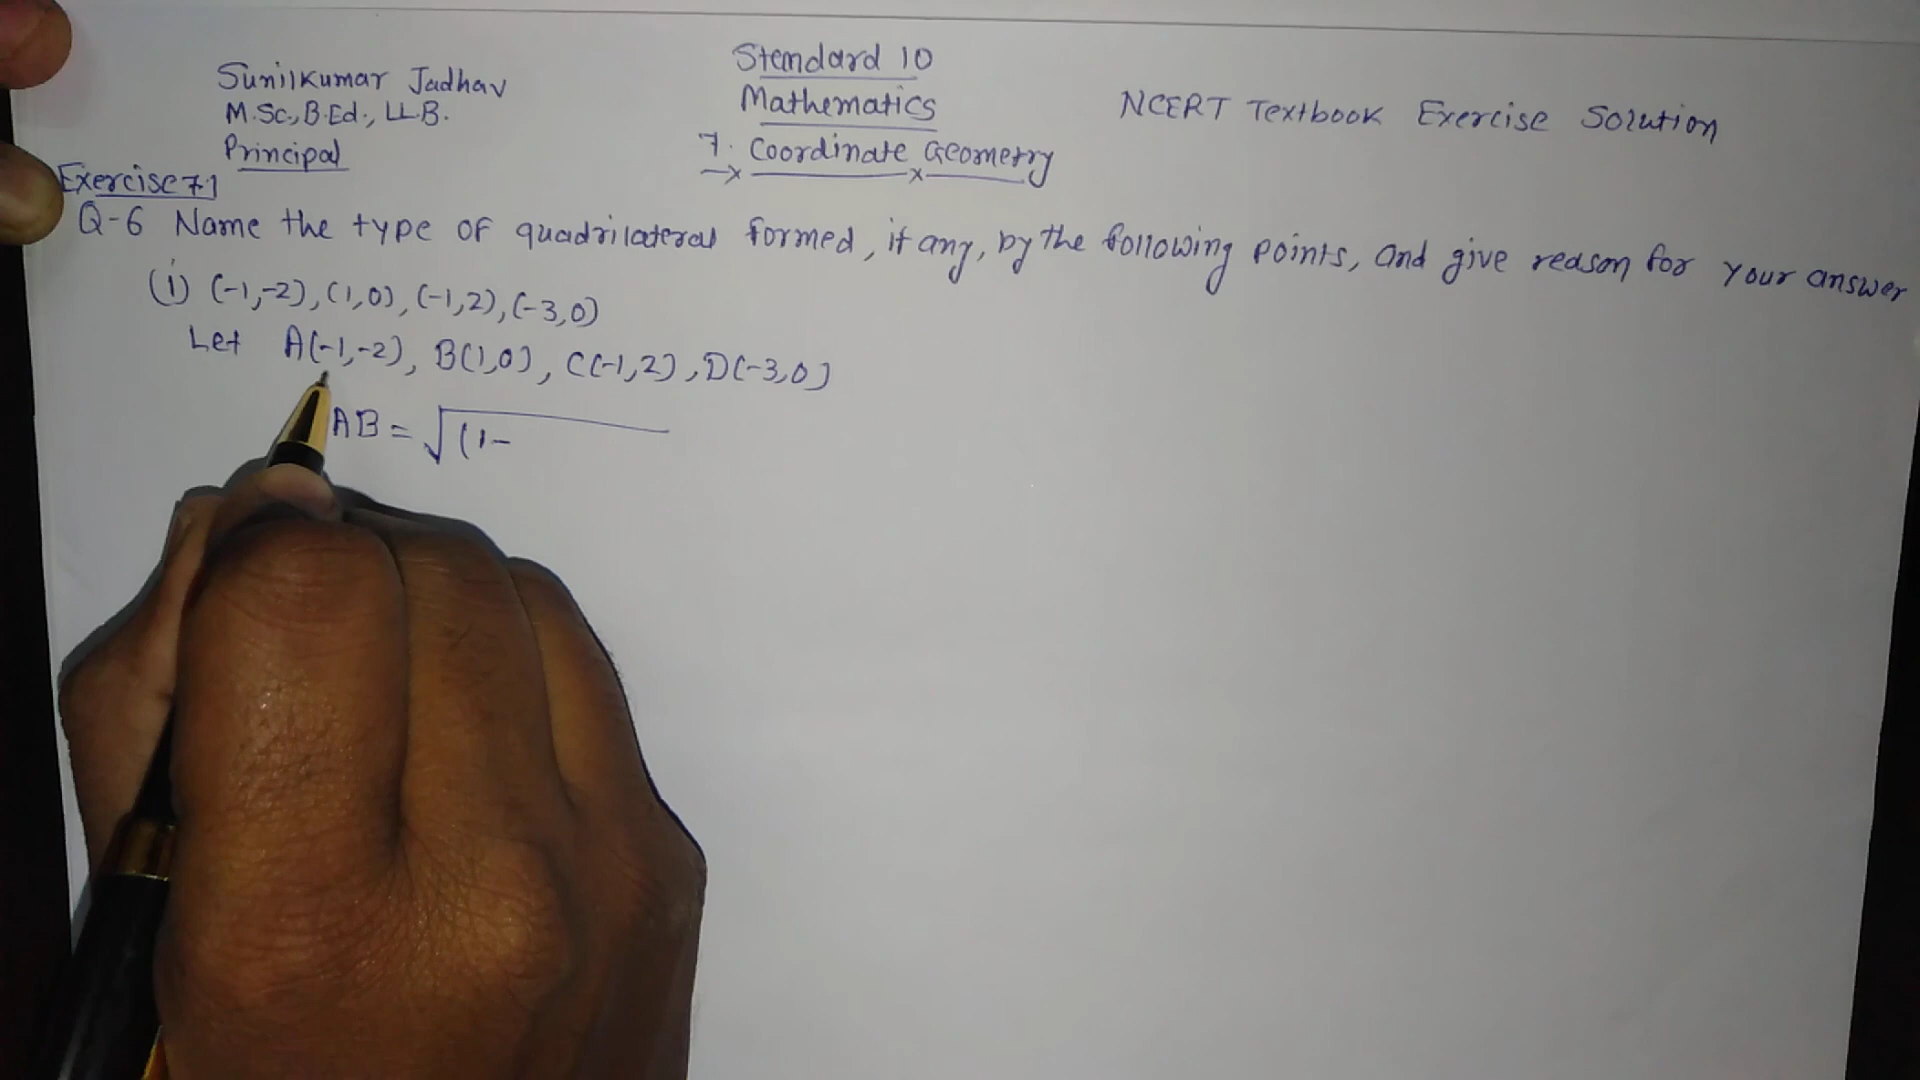 Sunilkumar Jadhav
M.Sc., B.Ed., LL.B.
Principal
Standard 10
Mathematics
7. Coordinate Geometry
NCERT Textbook Exercise Solution
Exercise 7.1
Q-6 Name the type of quadrilateral formed, if any, by the following points, and give reason for your answer
(i) (-1,-2), (1,0), (-1,2), (-3,0)
Let A(-1,-2), B(1,0), C(-1,2), D(-3,0)
AB = √(1-